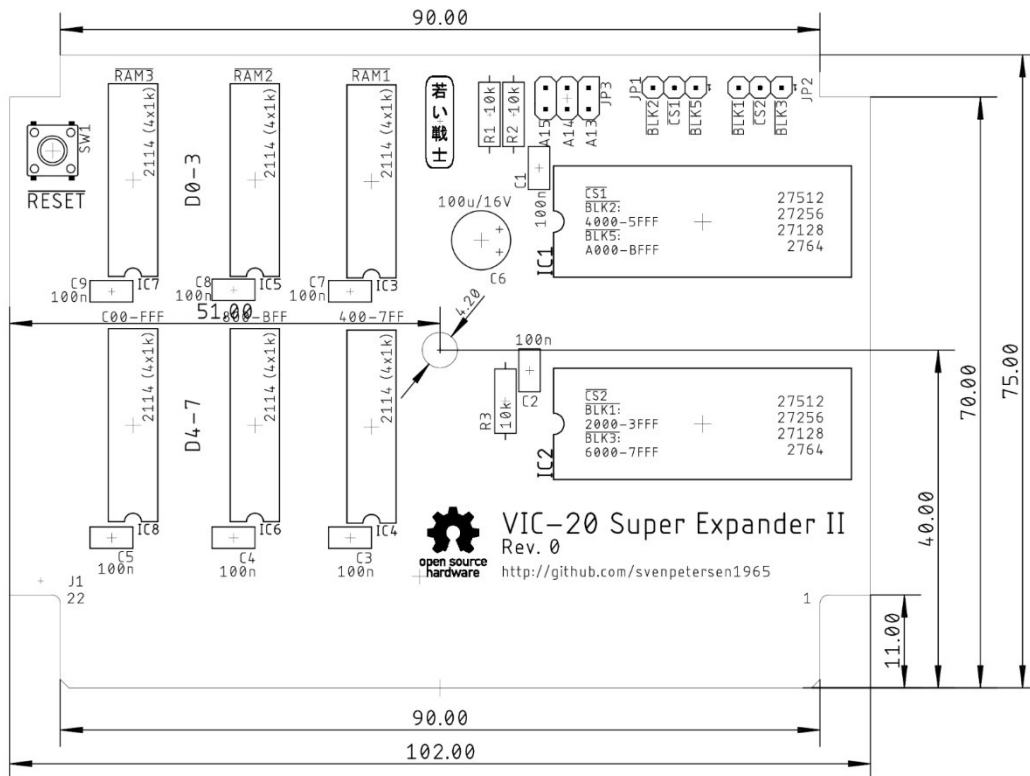 90.00
RAM3
RAM2
RAM1
若い戦士
R1 10k
R2 10k
A15
A14
A13
JP3
JP1
BLK2
CS1
BLK5
BLK1
CS2
BLK3
JP2
SW1
RESET
2114 (4x1k)
2114 (4x1k)
2114 (4x1k)
D0-3
C1
100n
100u/16V
C6
IC1
CS1
BLK2:
4000-5FFF
BLK5:
A000-BFFF
27512
27256
27128
2764
C9
100n
IC7
C8
100n
IC5
C7
100n
IC3
51.00
4.20
C00-FFF
800-BFF
400-7FF
2114 (4x1k)
2114 (4x1k)
2114 (4x1k)
D4-7
100n
C2
R3
10k
IC2
CS2
BLK1:
2000-3FFF
BLK3:
6000-7FFF
27512
27256
27128
2764
75.00
70.00
40.00
11.00
IC8
C5
100n
IC6
C4
100n
IC4
C3
100n
open source
hardware
VIC-20 Super Expander II
Rev. 0
http://github.com/svenpetersen1965
J1
22
1
90.00
102.00